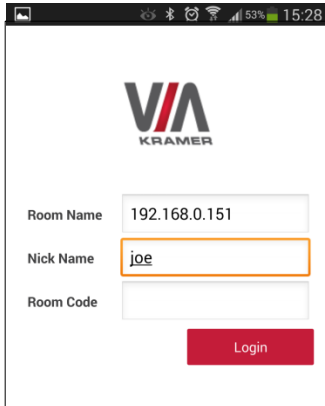 53% 15:28
VIA
KRAMER
Room Name 192.168.0.151
Nick Name joe
Room Code
Login